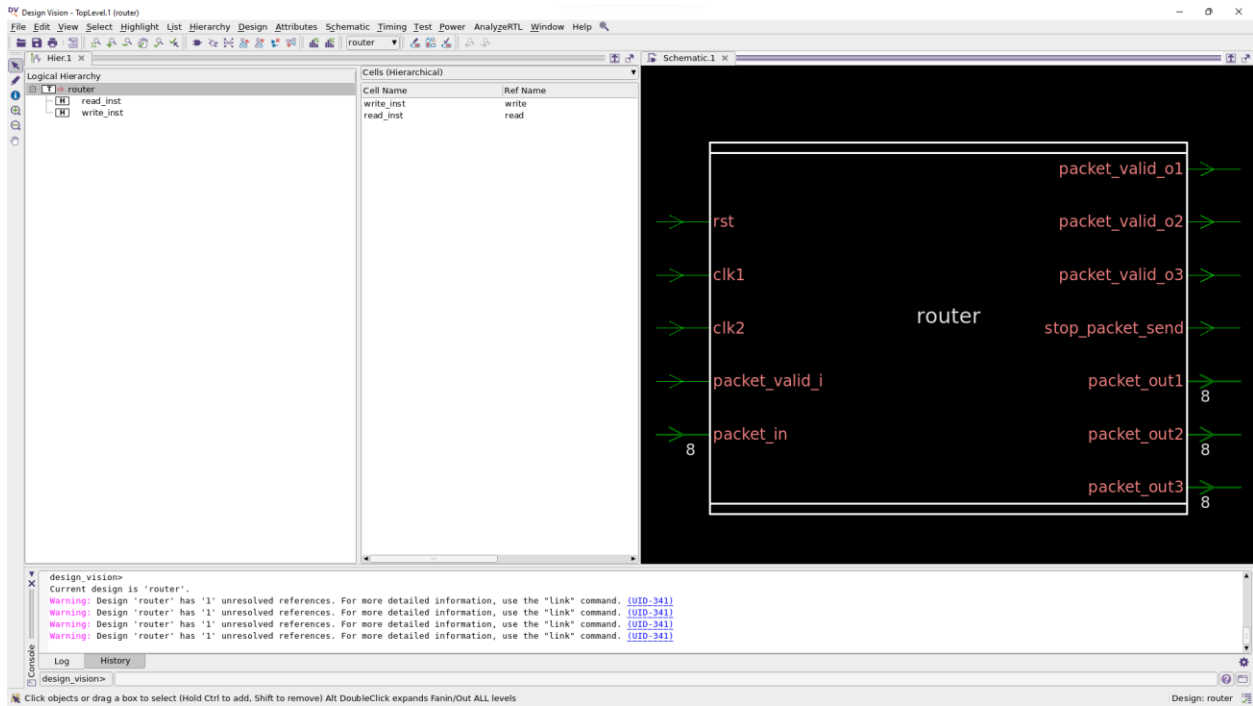 Design Vision - TopLevel.1 (router)
File Edit View Select Highlight List Hierarchy Design Attributes Schematic Timing Test Power AnalyzeRTL Window Help
router
Hier.1
Logical Hierarchy
T router
H read_inst
H write_inst
Cells (Hierarchical)
Cell Name Ref Name
write_inst write
read_inst read
Schematic.1
packet_valid_o1
rst packet_valid_o2
clk1 packet_valid_o3
router
clk2 stop_packet_send
packet_valid_i packet_out1
8
packet_in packet_out2
8 8
packet_out3
8
design_vision>
Current design is 'router'.
Warning: Design 'router' has '1' unresolved references. For more detailed information, use the "link" command. (UID-341)
Warning: Design 'router' has '1' unresolved references. For more detailed information, use the "link" command. (UID-341)
Warning: Design 'router' has '1' unresolved references. For more detailed information, use the "link" command. (UID-341)
Warning: Design 'router' has '1' unresolved references. For more detailed information, use the "link" command. (UID-341)
Console
Log History
design_vision>
Click objects or drag a box to select (Hold Ctrl to add, Shift to remove) Alt DoubleClick expands Fanin/Out ALL levels
Design: router